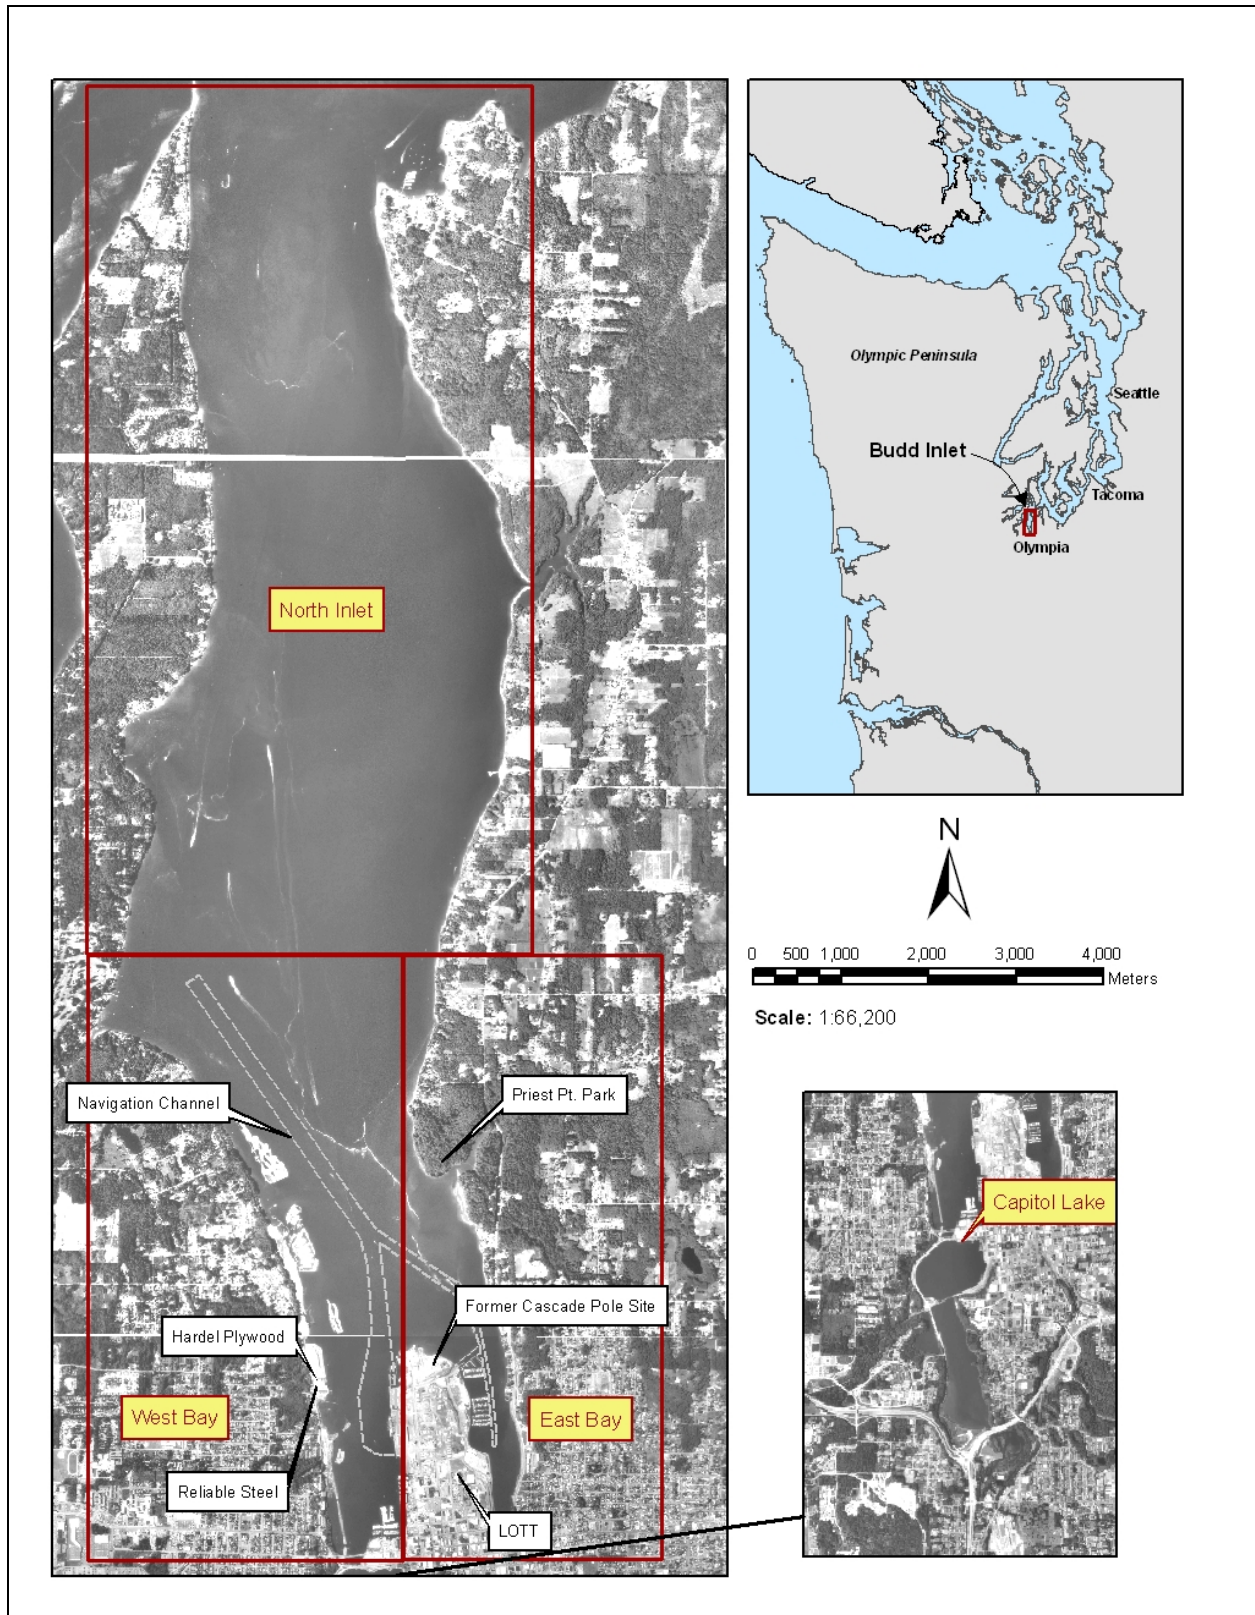 North Inlet
Navigation Channel
Priest Pt. Park
Former Cascade Pole Site
Hardel Plywood
West Bay
East Bay
Reliable Steel
LOTT
Olympic Peninsula
Seattle
Budd Inlet
Tacoma
Olympia
N
0 500 1,000 2,000 3,000 4,000
Meters
Scale: 1:66,200
Capitol Lake